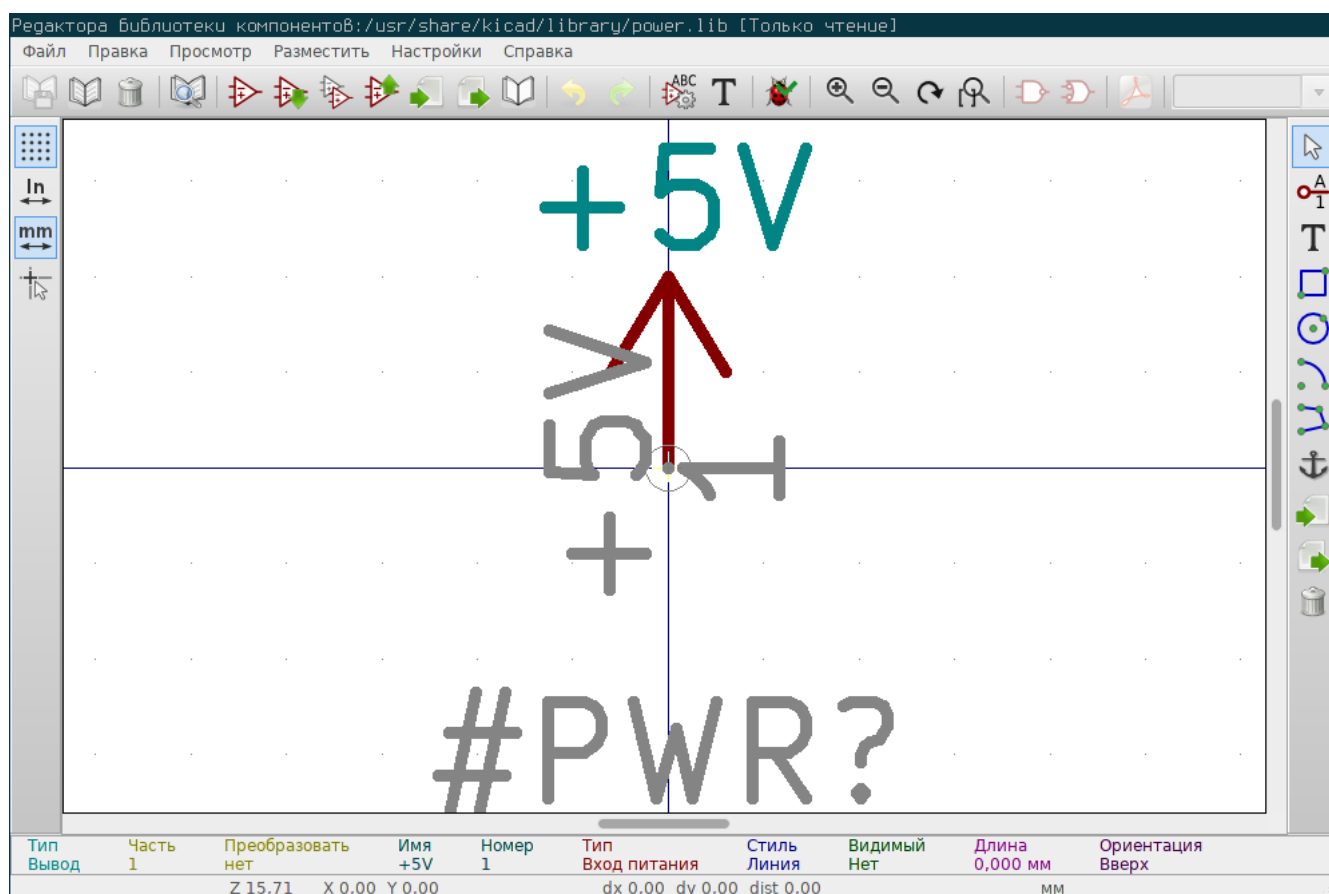 Редактора библиотеки компонентов:/usr/share/kicad/library/power.lib [Только чтение]
Файл Правка Просмотр Разместить Настройки Справка
ABC T
In
mm
A
1
T
+5V
+5V
1
#PWR?
Тип Часть Преобразовать Имя Номер Тип Стиль Видимый Длина Ориентация
Вывод 1 нет +5V 1 Вход питания Линия Нет 0,000 мм Вверх
Z 15.71 X 0.00 Y 0.00 dx 0.00 dy 0.00 dist 0.00 мм